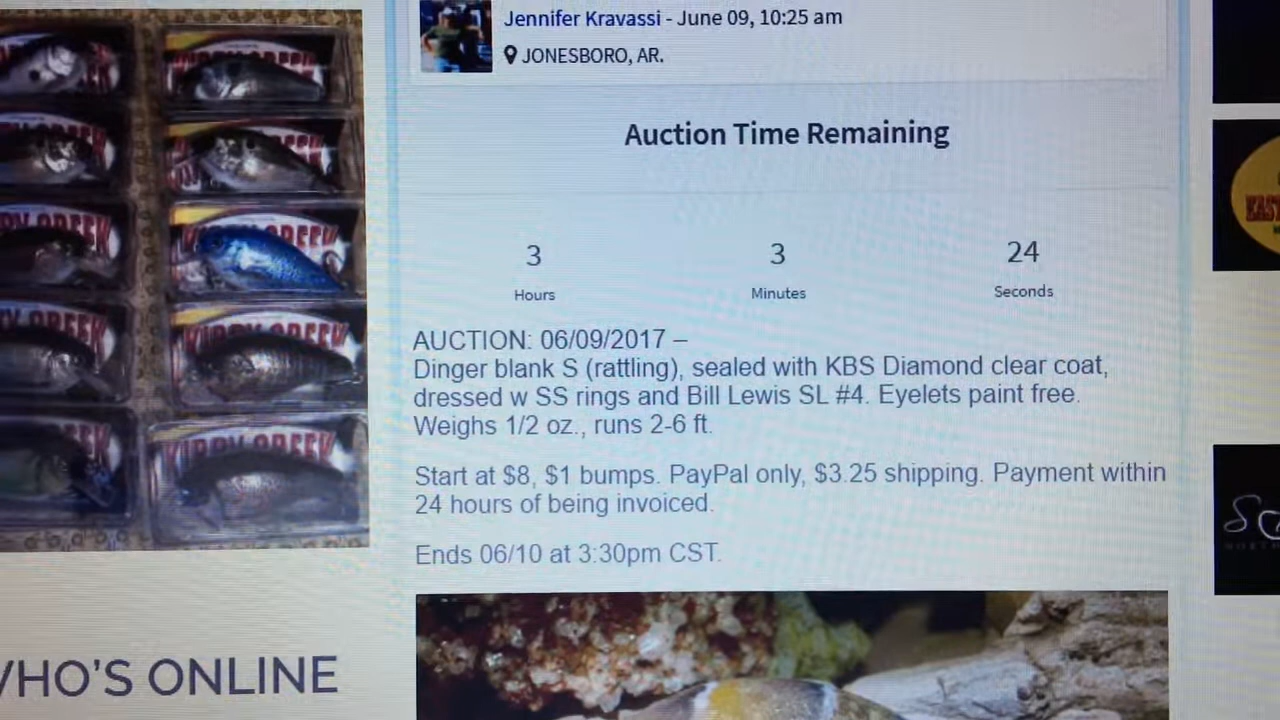 Jennifer Kravassi - June 09, 10:25 am
JONESBORO, AR.
Auction Time Remaining
3
3
24
Hours
Minutes
Seconds
AUCTION: 06/09/2017 –
Dinger blank S (rattling), sealed with KBS Diamond clear coat,
dressed w SS rings and Bill Lewis SL #4. Eyelets paint free.
Weighs 1/2 oz., runs 2-6 ft.
Start at $8, $1 bumps. PayPal only, $3.25 shipping. Payment within
24 hours of being invoiced.
Ends 06/10 at 3:30pm CST.
WHO'S ONLINE
EAS